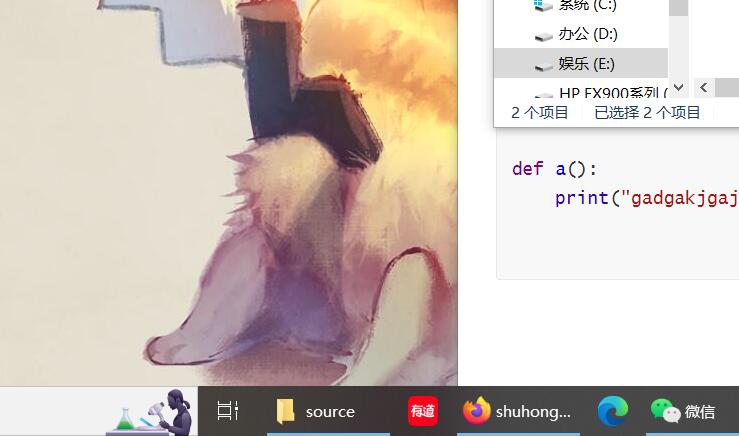 系统 (C:)
办公 (D:)
娱乐 (E:)
HP FX900系列 (
2 个项目
已选择 2 个项目
def a():
print("gadgakjgaj
source
有道
shuhong...
微信